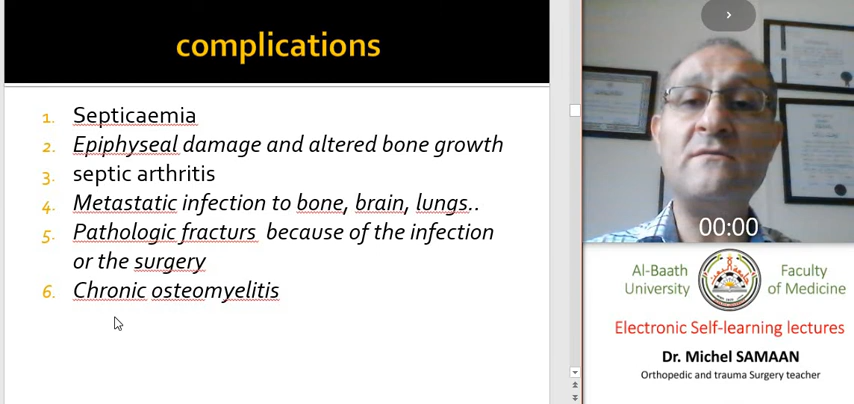 complications
1. Septicaemia
2. Epiphyseal damage and altered bone growth
3. septic arthritis
4. Metastatic infection to bone, brain, lungs..
5. Pathologic fracturs because of the infection
or the surgery
6. Chronic osteomyelitis
00:00
Al-Baath
University
Faculty
of Medicine
Electronic Self-learning lectures
Dr. Michel SAMAAN
Orthopedic and trauma Surgery teacher